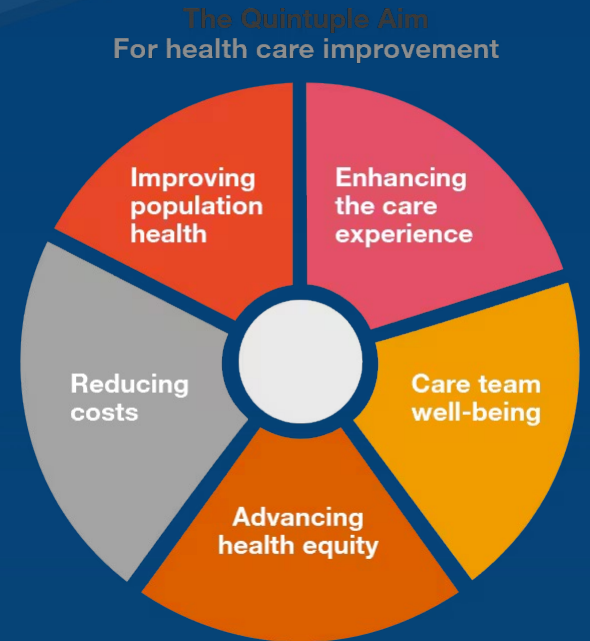 The Quintuple Aim
For health care improvement
Improving
population
health
Enhancing
the care
experience
Reducing
costs
Care team
well-being
Advancing
health equity